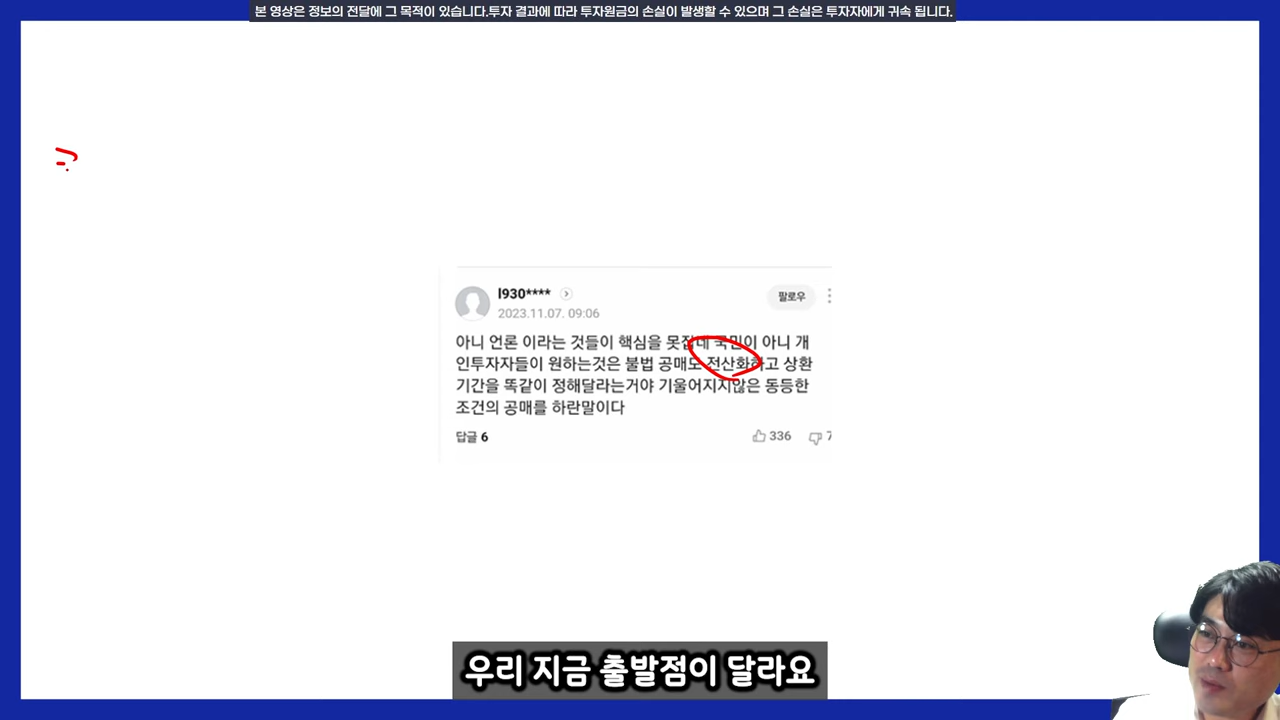 본 영상은 정보의 전달에 그 목적이 있습니다.투자 결과에 따라 투자원금의 손실이 발생할 수 있으며 그 손실은 투자자에게 귀속 됩니다.
l930****
팔로우
2023.11.07. 09:06
아니 언론 이라는 것들이 핵심을 못잡네 국민이 아니 개
인투자자들이 원하는것은 불법 공매도 전산화하고 상환
기간을 똑같이 정해달라는거야 기울어지지않은 동등한
조건의 공매를 하란말이다
답글 6
336
7
우리 지금 출발점이 달라요